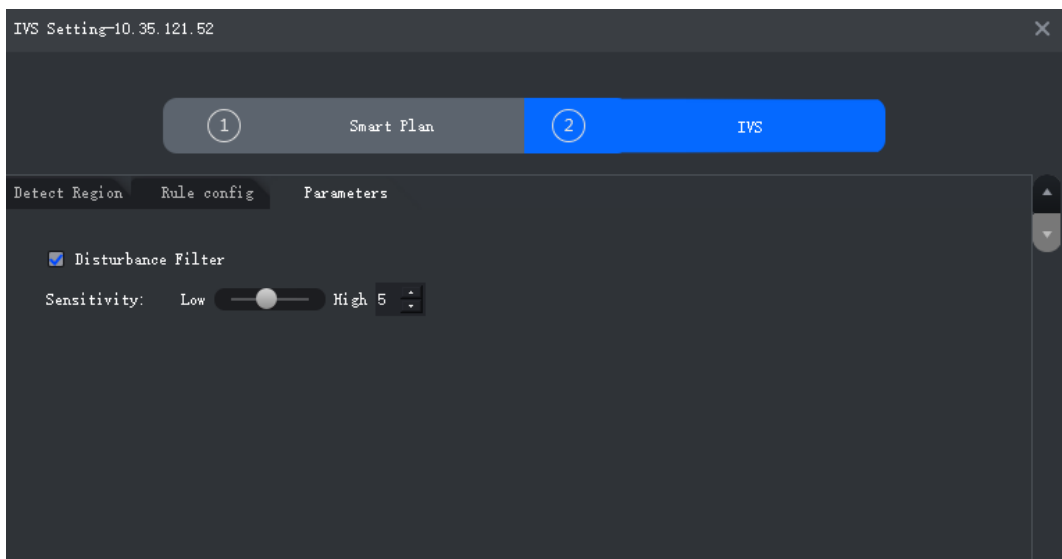 IVS Setting-10.35.121.52
1 Smart Plan 2 IVS
Detect Region Rule config Parameters
Disturbance Filter
Sensitivity: Low High 5